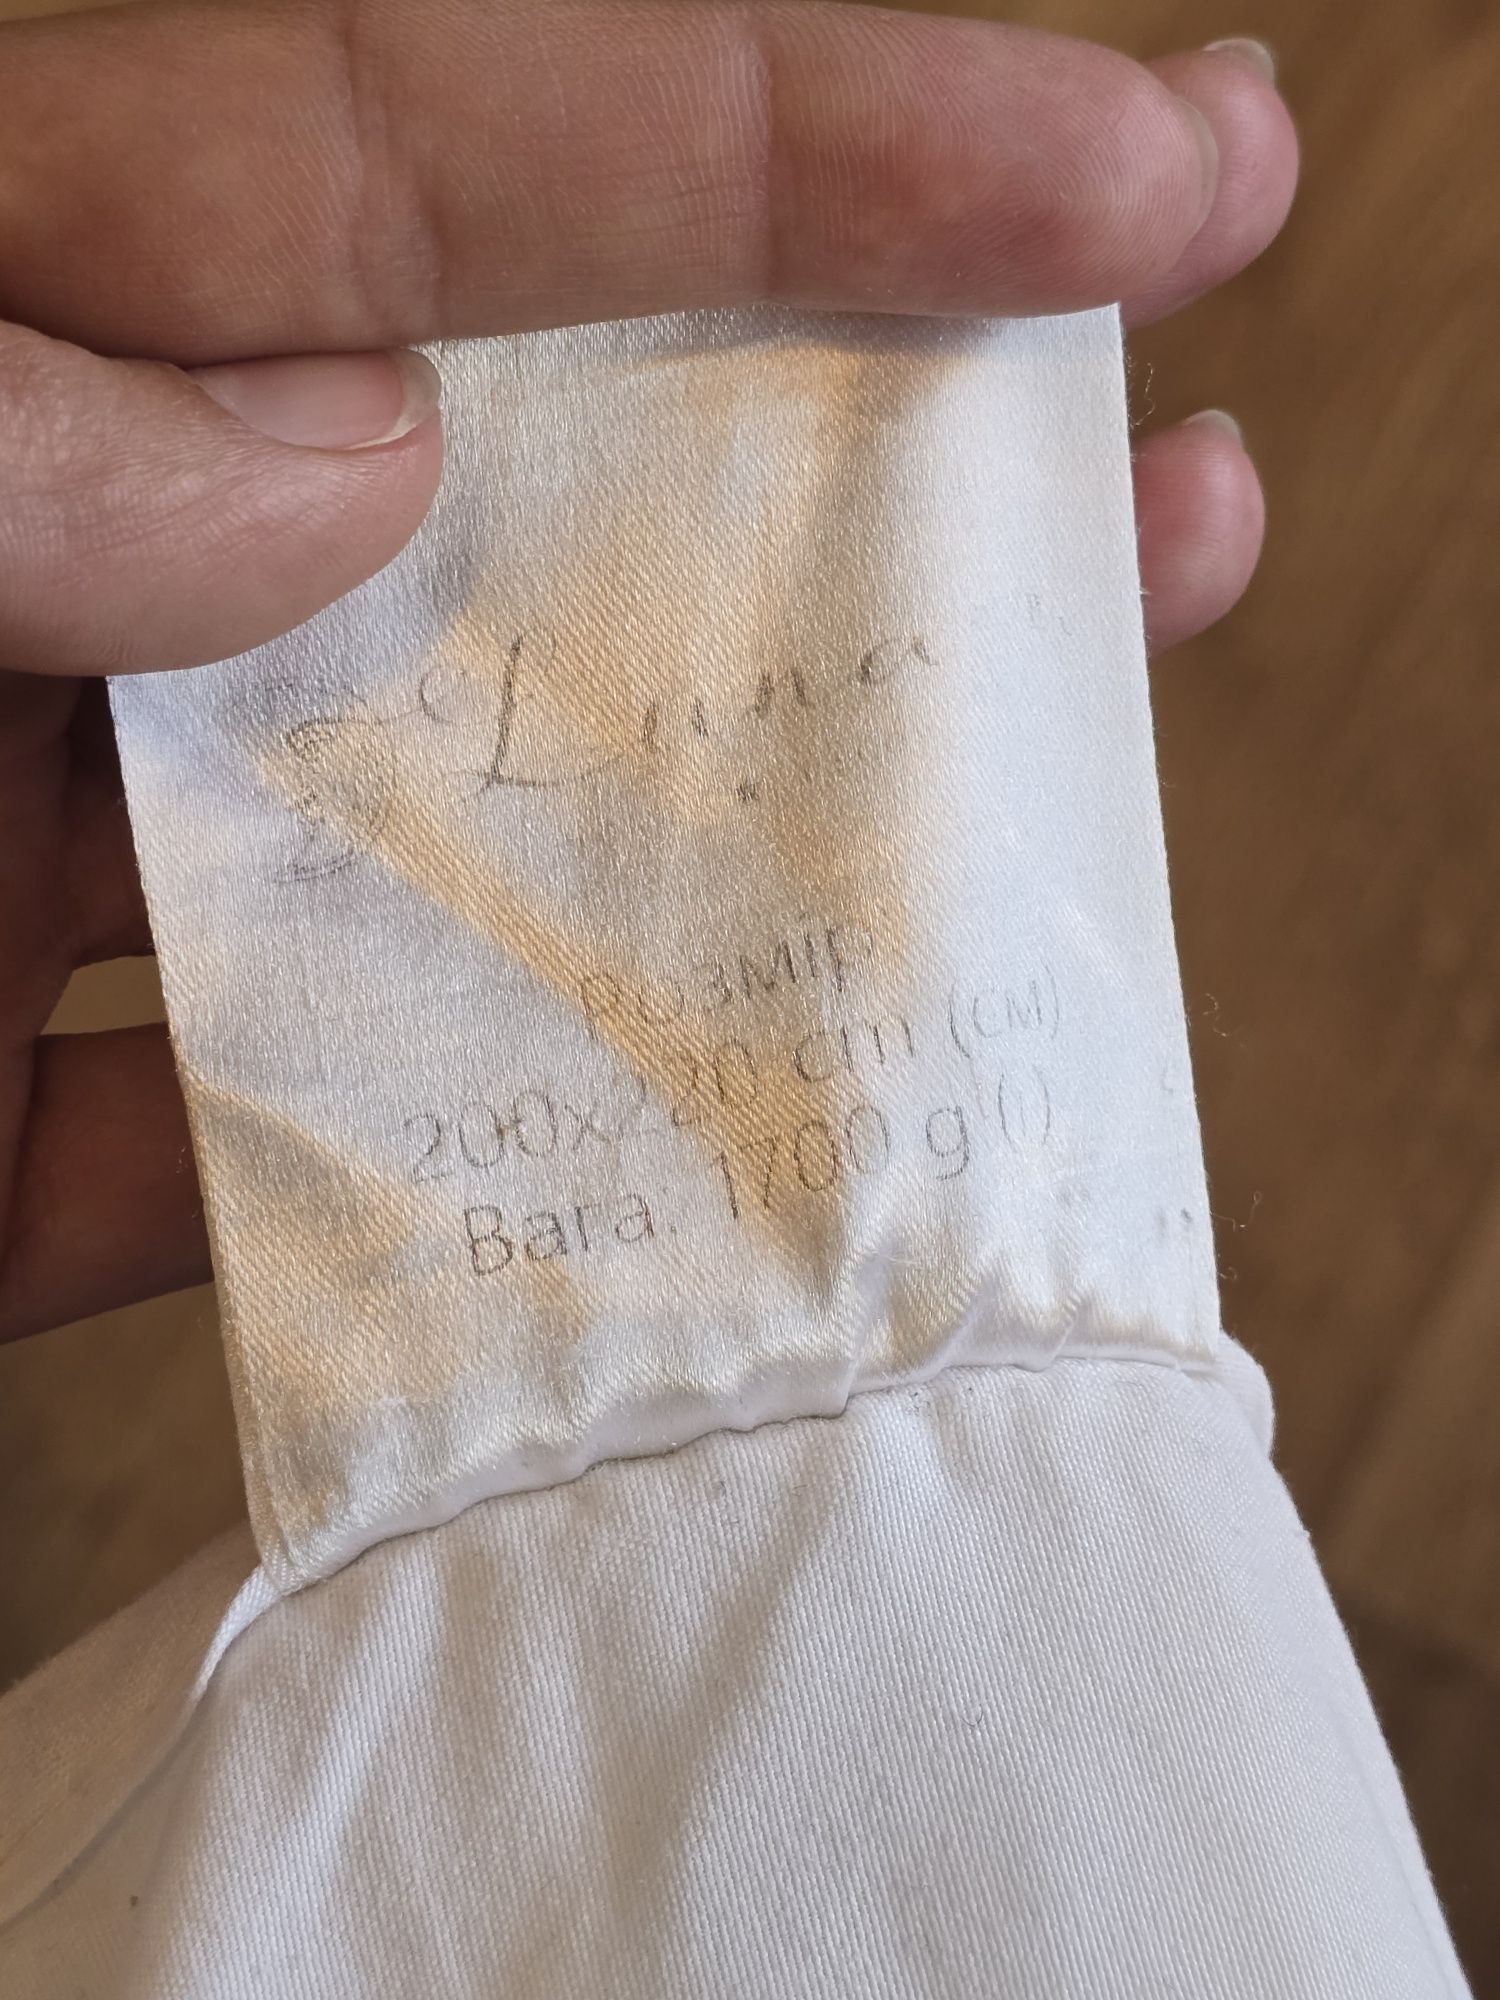 Luna
Розмір
200x220 cm (см)
Вага: 1700 g (г)